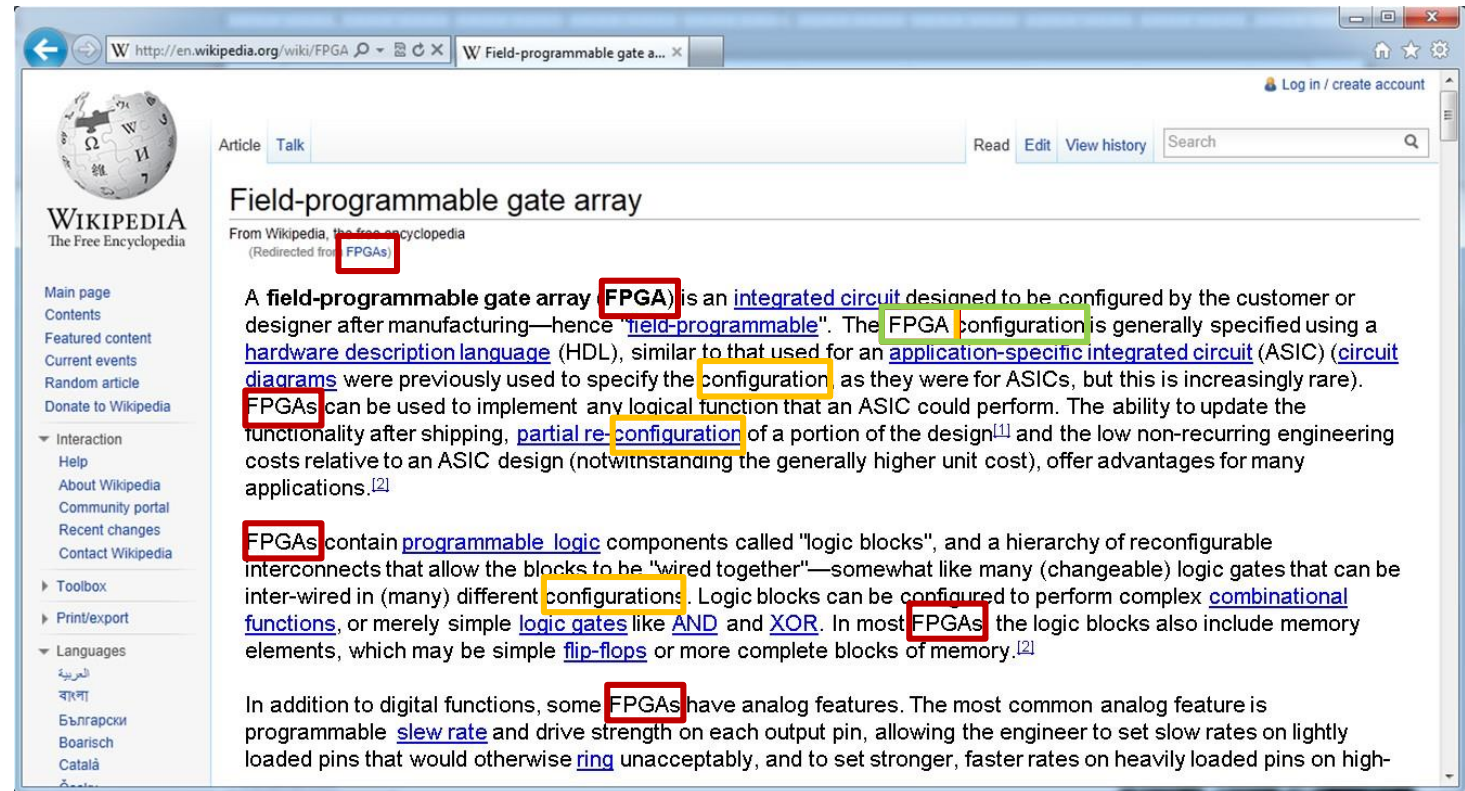 http://en.wikipedia.org/wiki/FPGA
W Field-programmable gate a...
Log in / create account
Article Talk
Read Edit View history Search
WIKIPEDIA
The Free Encyclopedia
Field-programmable gate array
From Wikipedia, the free encyclopedia
(Redirected from FPGAs)
Main page
Contents
Featured content
Current events
Random article
Donate to Wikipedia
Interaction
Help
About Wikipedia
Community portal
Recent changes
Contact Wikipedia
Toolbox
Print/export
Languages
العربية
বাংলা
Български
Boarisch
Català
A field-programmable gate array (FPGA) is an integrated circuit designed to be configured by the customer or
designer after manufacturing—hence "field-programmable". The FPGA configuration is generally specified using a
hardware description language (HDL), similar to that used for an application-specific integrated circuit (ASIC) (circuit
diagrams were previously used to specify the configuration, as they were for ASICs, but this is increasingly rare).
FPGAs can be used to implement any logical function that an ASIC could perform. The ability to update the
functionality after shipping, partial re-configuration of a portion of the design[1] and the low non-recurring engineering
costs relative to an ASIC design (notwithstanding the generally higher unit cost), offer advantages for many
applications.[2]
FPGAs contain programmable logic components called "logic blocks", and a hierarchy of reconfigurable
interconnects that allow the blocks to be "wired together"—somewhat like many (changeable) logic gates that can be
inter-wired in (many) different configurations. Logic blocks can be configured to perform complex combinational
functions, or merely simple logic gates like AND and XOR. In most FPGAs, the logic blocks also include memory
elements, which may be simple flip-flops or more complete blocks of memory.[2]
In addition to digital functions, some FPGAs have analog features. The most common analog feature is
programmable slew rate and drive strength on each output pin, allowing the engineer to set slow rates on lightly
loaded pins that would otherwise ring unacceptably, and to set stronger, faster rates on heavily loaded pins on high-